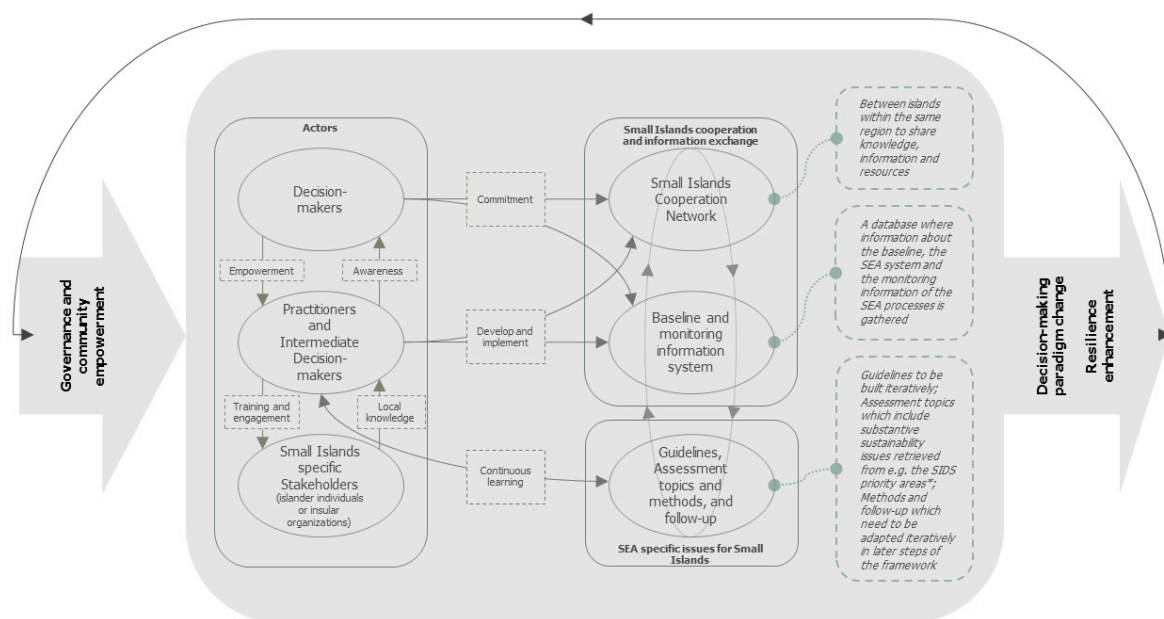 Governance and
community
empowerment
Actors
Decision-
makers
Empowerment
Awareness
Practitioners and
Intermediate
Decision-
makers
Training and
engagement
Local
knowledge
Small Islands
specific
Stakeholders
(islander individuals
or insular
organizations)
Commitment
Develop and
implement
Continuous
learning
Small Islands cooperation
and information exchange
Small Islands
Cooperation
Network
Baseline and
monitoring
information
system
Guidelines,
Assessment
topics and
methods, and
follow-up
SEA specific issues for Small
Islands
Between islands
within the same
region to share
knowledge,
information and
resources
A database where
information about
the baseline, the
SEA system and
the monitoring
information of the
SEA processes is
gathered
Guidelines to be
built iteratively;
Assessment topics
which include
substantive
sustainability
issues retrieved
from e.g. the SIDS
priority areas*;
Methods and
follow-up which
need to be
adapted iteratively
in later steps of
the framework
Decision-making
paradigm change
Resilience
enhancement